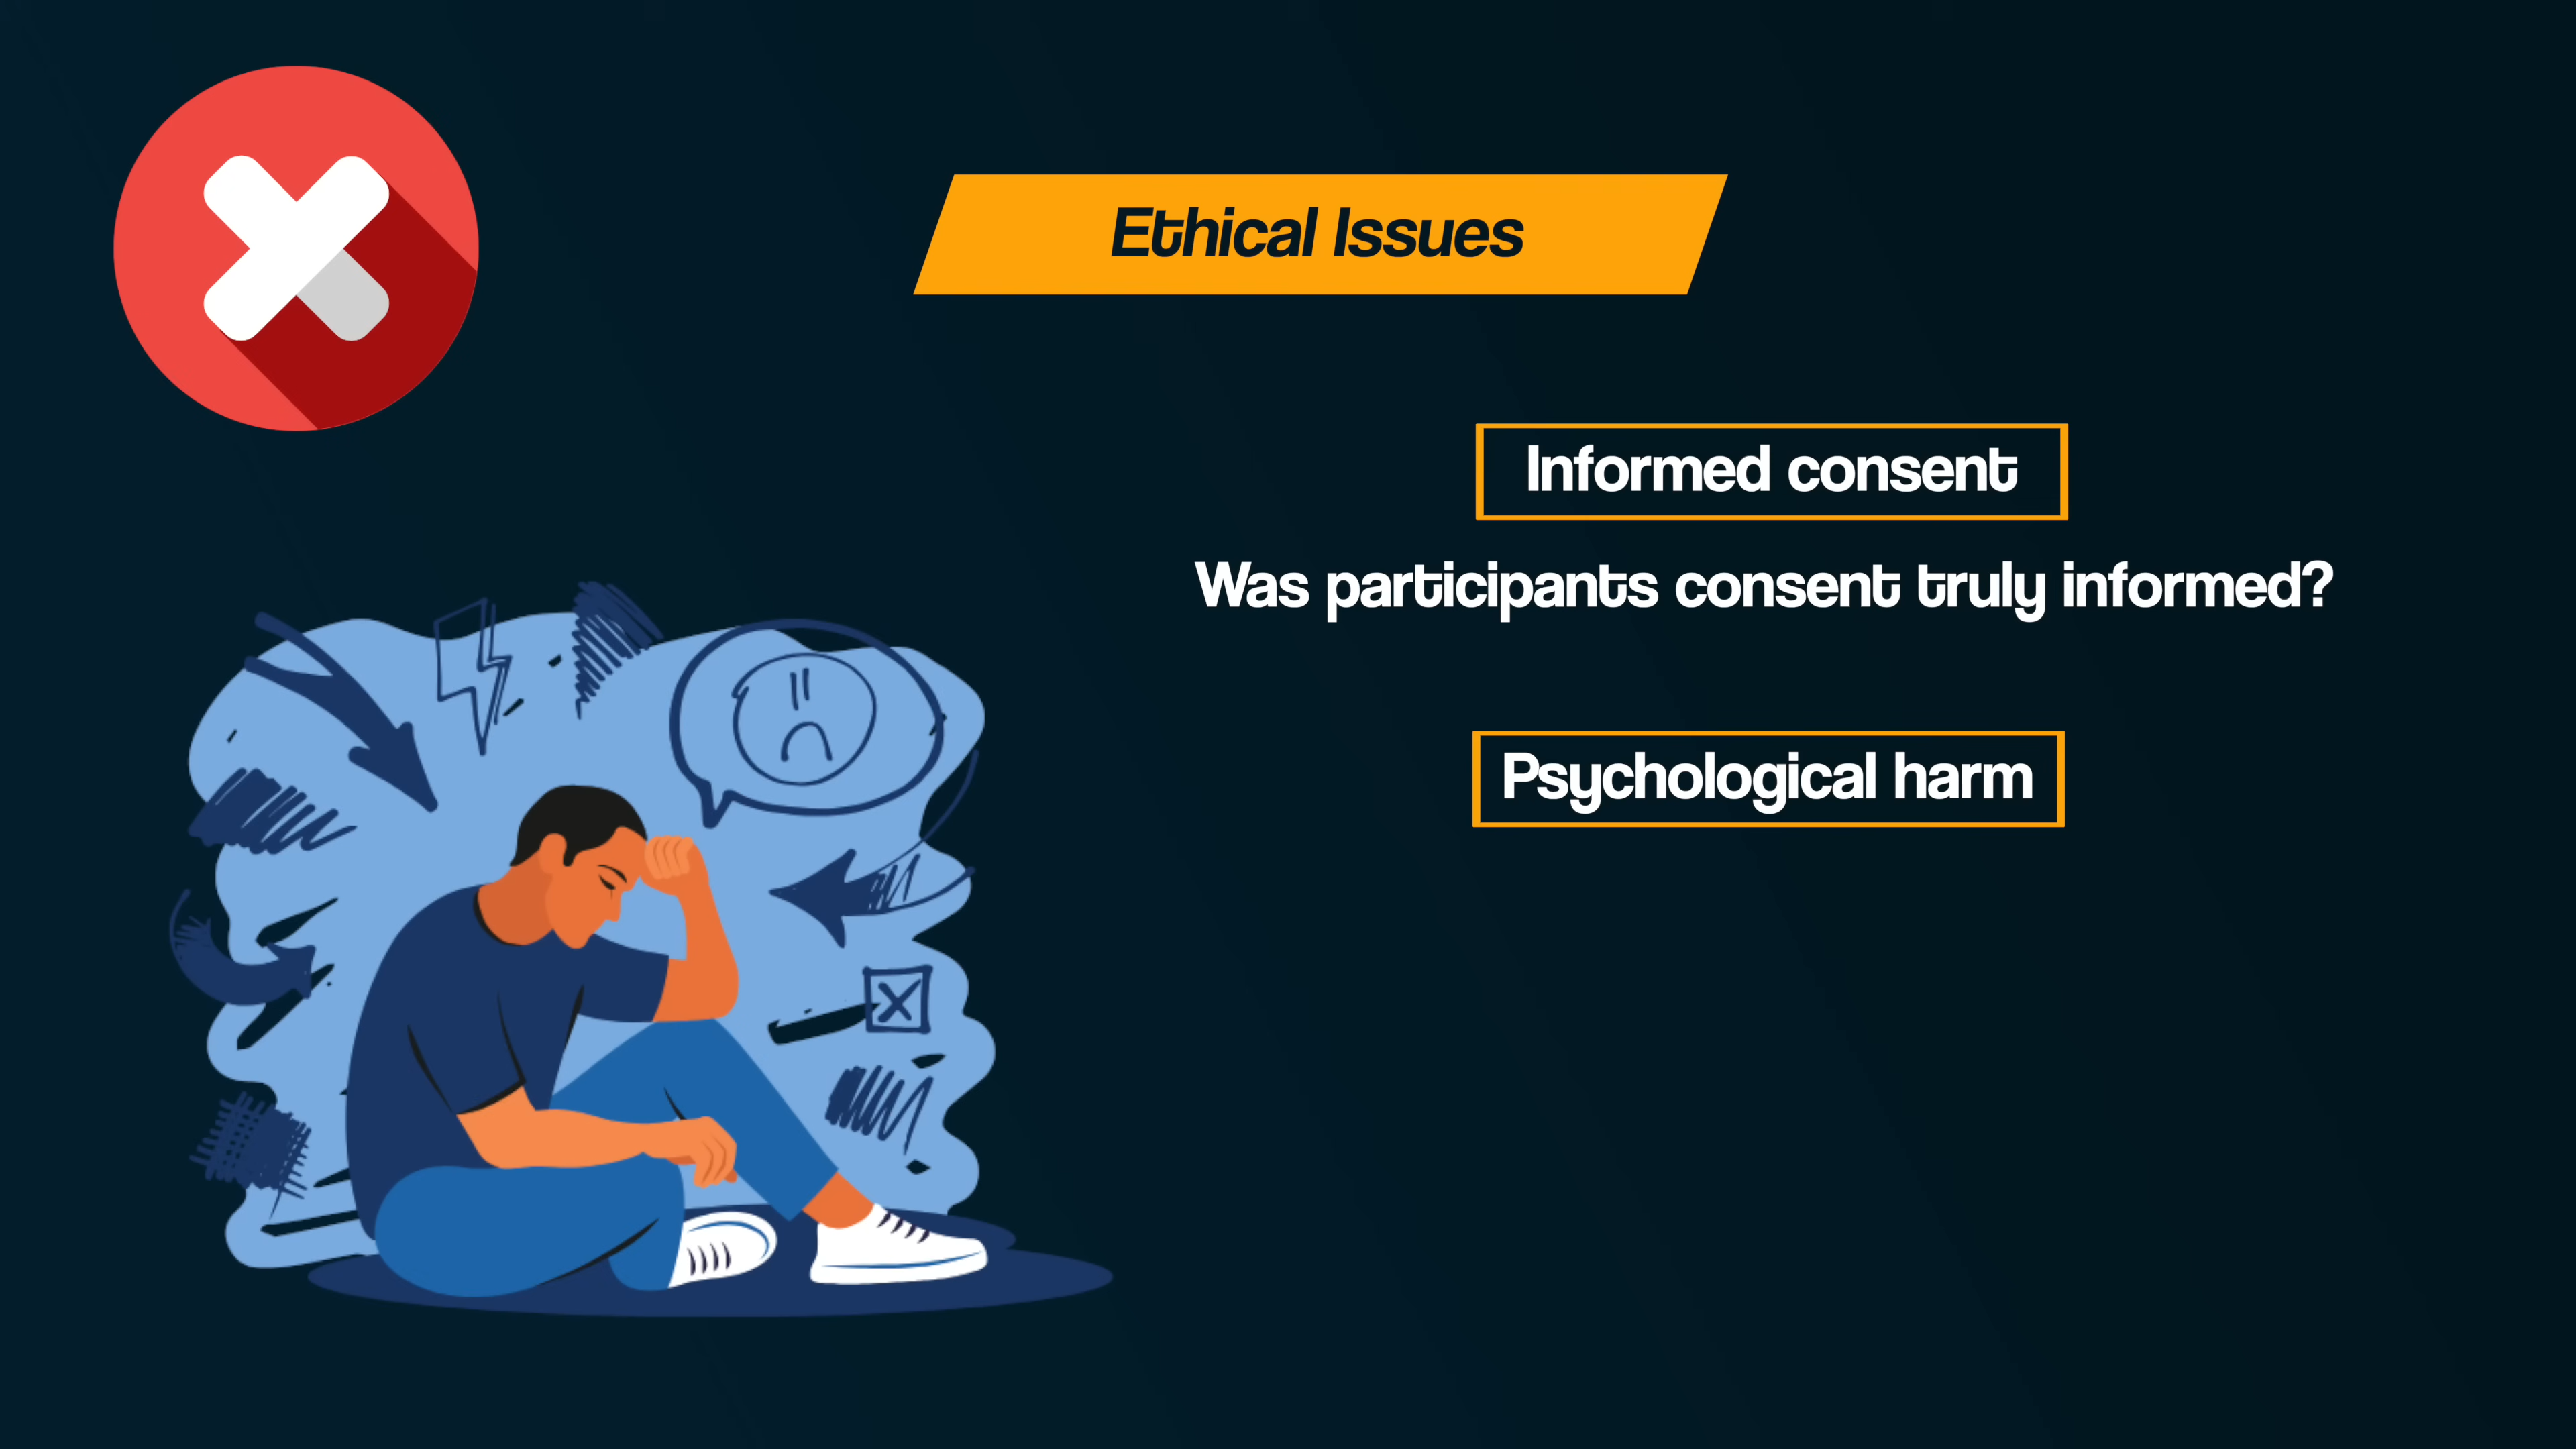 Ethical Issues
Informed consent
Was participants consent truly informed?
Psychological harm